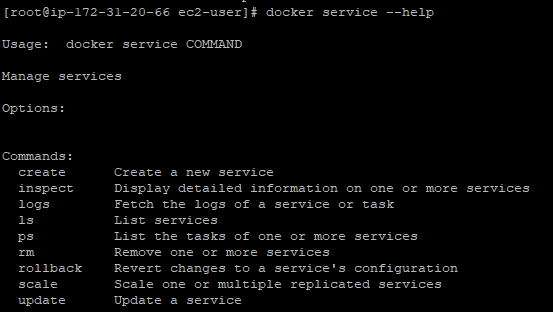 [root@ip-172-31-20-66 ec2-user]# docker service --help
Usage:  docker service COMMAND
Manage services
Options:
Commands:
  create      Create a new service
  inspect     Display detailed information on one or more services
  logs        Fetch the logs of a service or task
  ls          List services
  ps          List the tasks of one or more services
  rm          Remove one or more services
  rollback    Revert changes to a service's configuration
  scale       Scale one or multiple replicated services
  update      Update a service